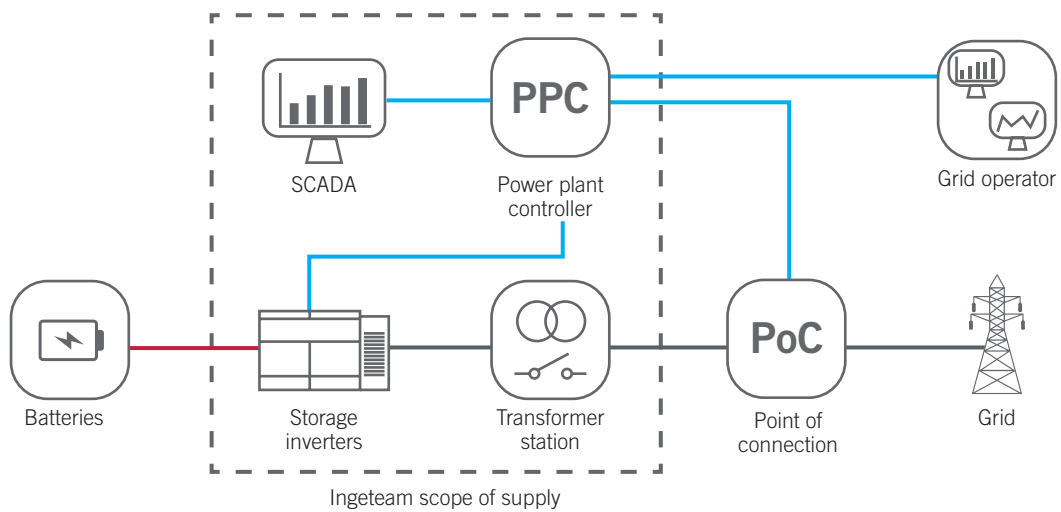 PPC
SCADA
Power plant
controller
Grid operator
PoC
Batteries
Storage
inverters
Transformer
station
Point of
connection
Grid
Ingeteam scope of supply